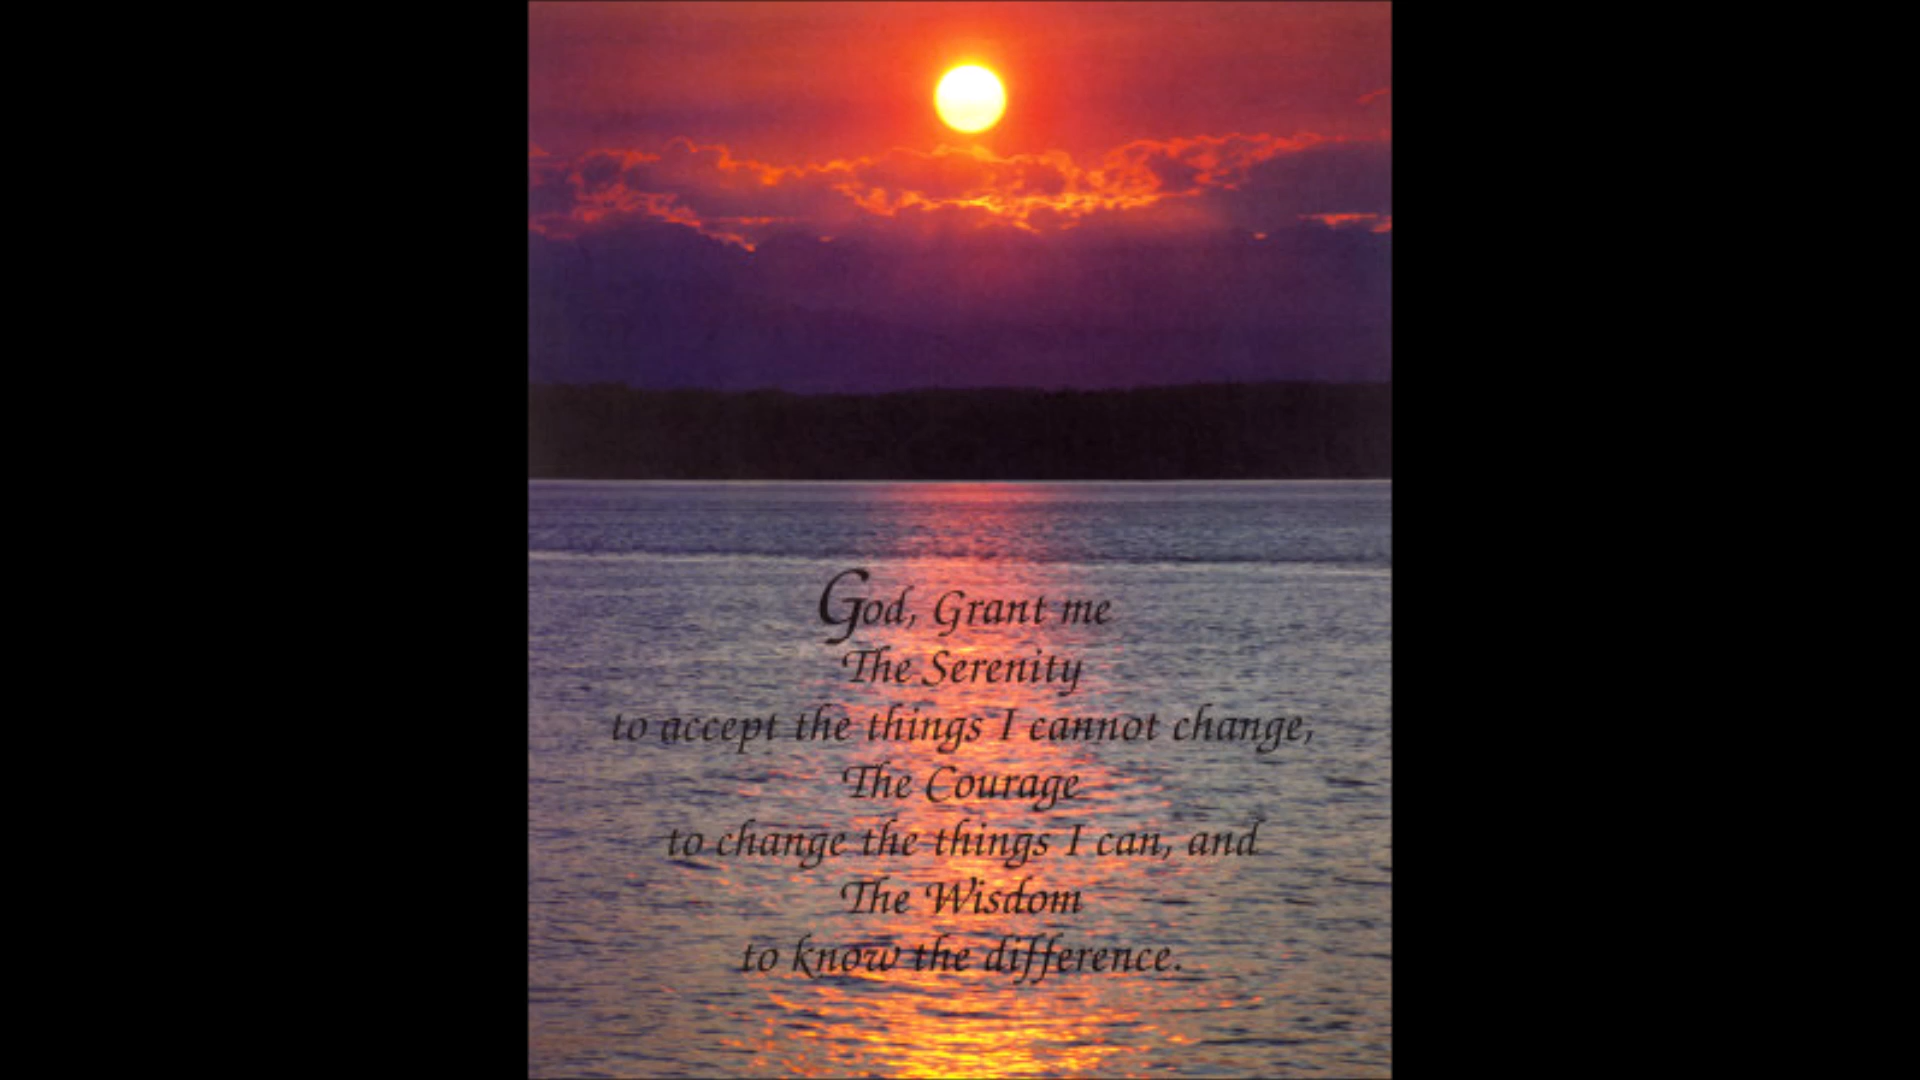 God, Grant me
The Serenity
to accept the things I cannot change,
The Courage
to change the things I can, and
The Wisdom
to know the difference.